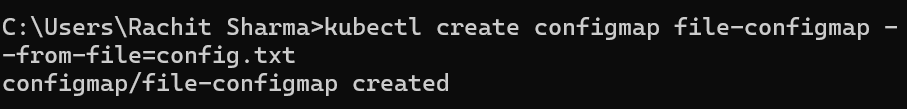 C:\Users\Rachit Sharma>kubectl create configmap file-configmap -
-from-file=config.txt
configmap/file-configmap created